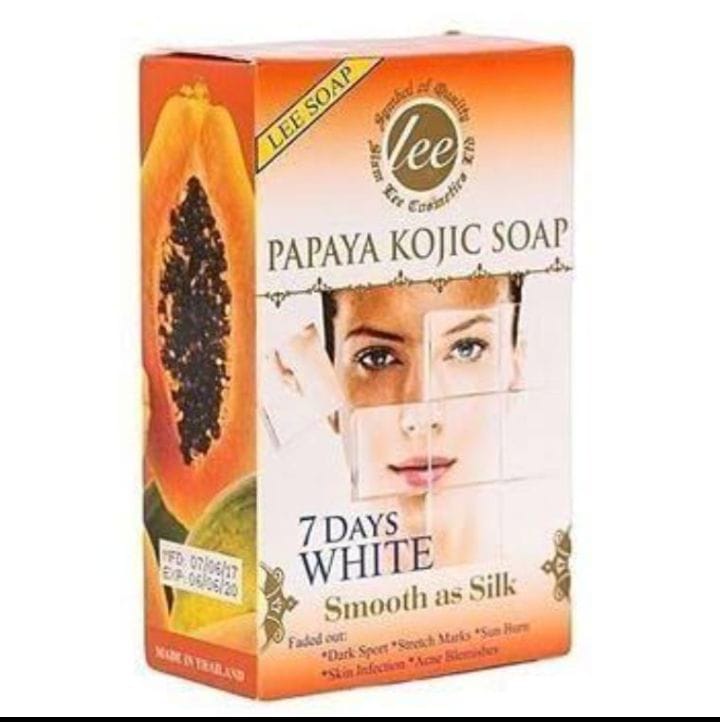 LEE SOAP
Symbol of Quality
lee
Siam Lee Cosmetics Ltd
PAPAYA KOJIC SOAP
7 DAYS
WHITE
Smooth as Silk
Faded out:
*Dark Sport *Stretch Marks *Sun Burn
*Skin Infection *Acne Blemishes
MFD: 07/06/17
EXP: 06/06/20
MADE IN THAILAND